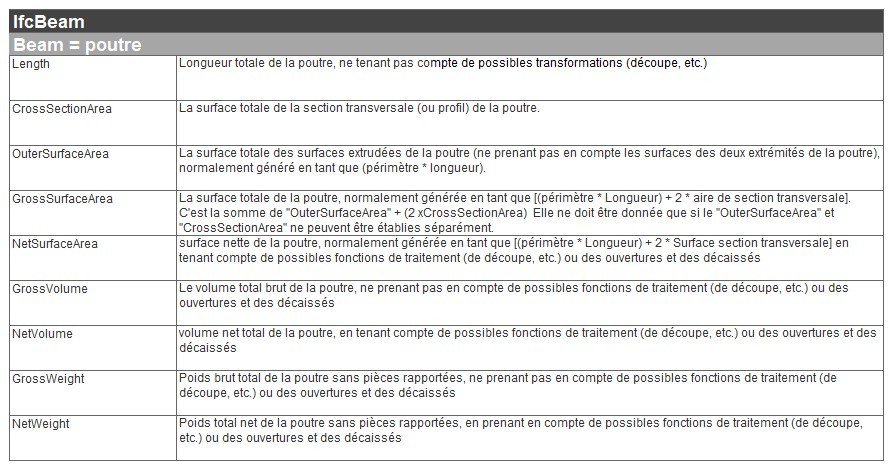 IfcBeam
Beam = poutre
Length
Longueur totale de la poutre, ne tenant pas compte de possibles transformations (découpe, etc.)
CrossSectionArea
La surface totale de la section transversale (ou profil) de la poutre.
OuterSurfaceArea
La surface totale des surfaces extrudées de la poutre (ne prenant pas en compte les surfaces des deux extrémités de la poutre),
normalement généré en tant que (périmètre * longueur).
GrossSurfaceArea
La surface totale de la poutre, normalement générée en tant que [(périmètre * Longueur) + 2 * aire de section transversale].
C'est la somme de "OuterSurfaceArea" + (2 xCrossSectionArea) Elle ne doit être donnée que si le "OuterSurfaceArea" et
"CrossSectionArea" ne peuvent être établies séparément.
NetSurfaceArea
surface nette de la poutre, normalement générée en tant que [(périmètre * Longueur) + 2 * Surface section transversale] en
tenant compte de possibles fonctions de traitement (de découpe, etc.) ou des ouvertures et des décaissés
GrossVolume
Le volume total brut de la poutre, ne prenant pas en compte de possibles fonctions de traitement (de découpe, etc.) ou des
ouvertures et des décaissés
NetVolume
volume net total de la poutre, en tenant compte de possibles fonctions de traitement (de découpe, etc.) ou des ouvertures et des
décaissés
GrossWeight
Poids brut total de la poutre sans pièces rapportées, ne prenant pas en compte de possibles fonctions de traitement (de
découpe, etc.) ou des ouvertures et des décaissés
NetWeight
Poids total net de la poutre sans pièces rapportées, en prenant en compte de possibles fonctions de traitement (de découpe,
etc.) ou des ouvertures et des décaissés